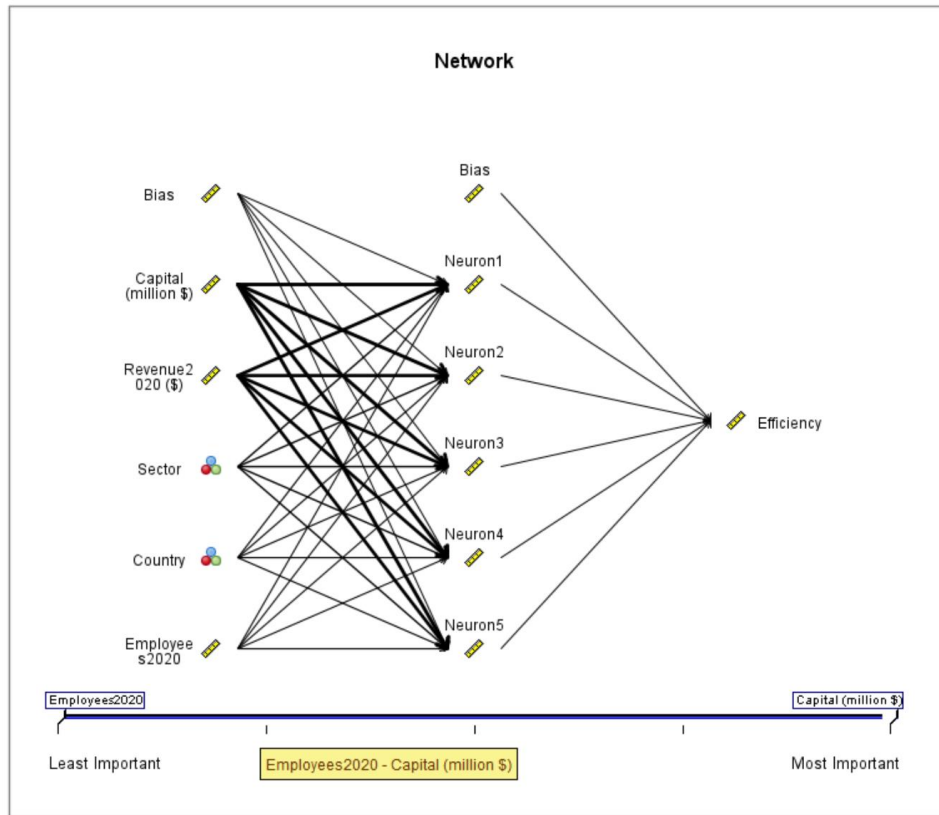 Network
Bias
Bias
Capital
(million $)
Neuron1
Revenue2
020 ($)
Neuron2
Sector
Neuron3
Efficiency
Country
Neuron4
Employee
s2020
Neuron5
Employees2020
Capital (million $)
Least Important
Employees2020 - Capital (million $)
Most Important